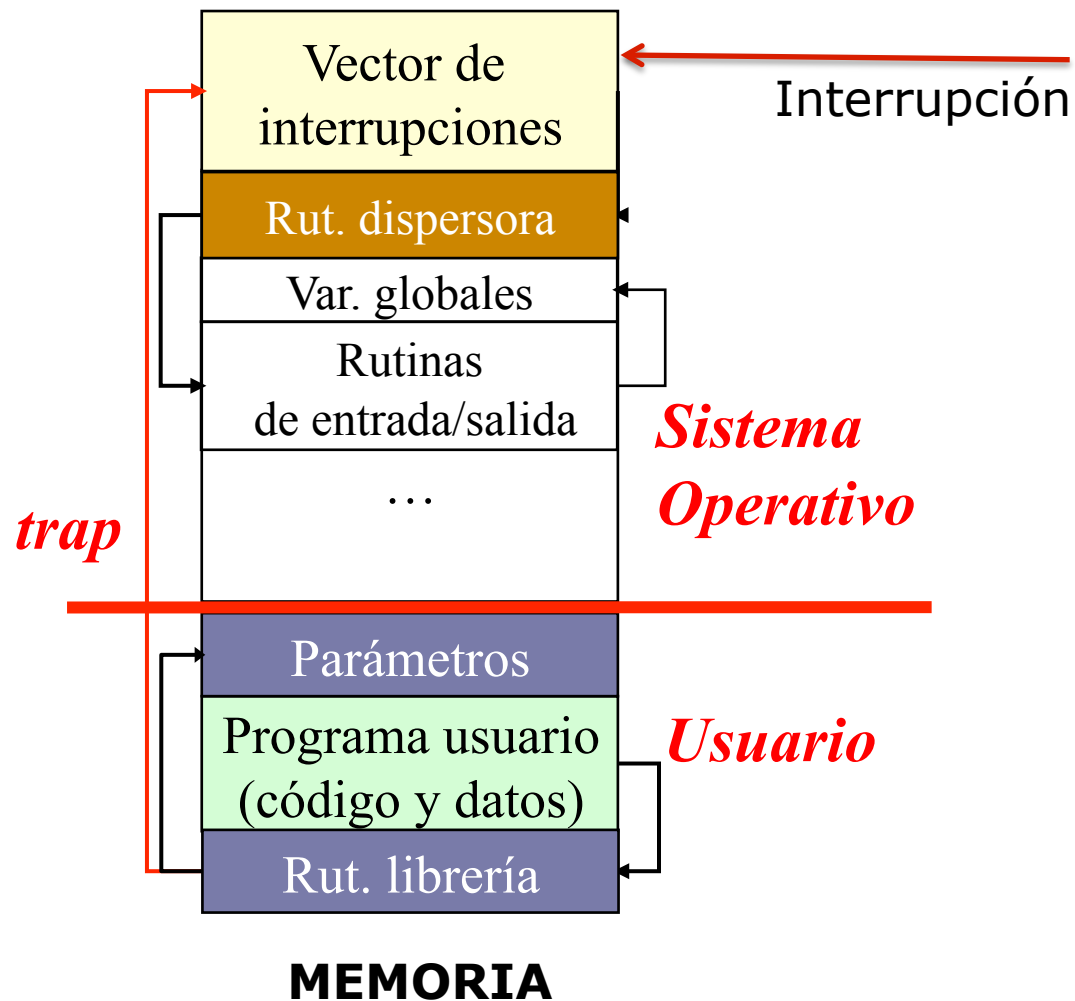 Vector de
interrupciones
Interrupción
Rut. dispersora
Var. globales
Rutinas
de entrada/salida
Sistema
Operativo
…
trap
Parámetros
Programa usuario
(código y datos)
Usuario
Rut. librería
MEMORIA